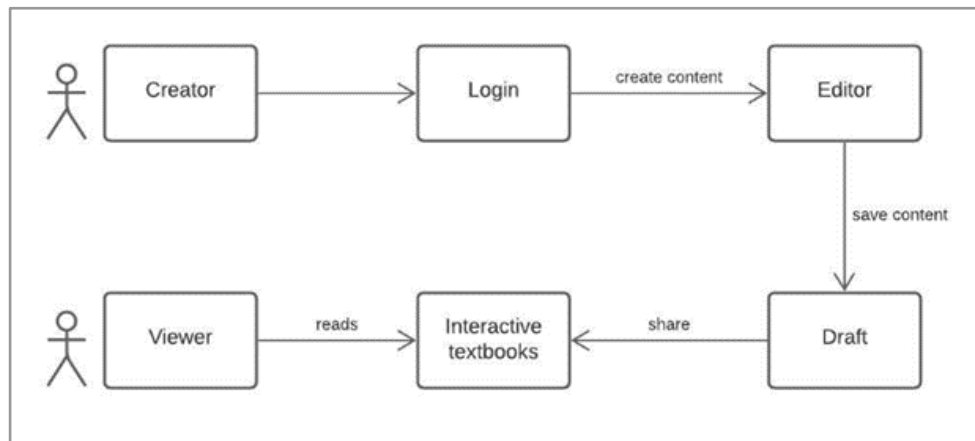 Creator
Login
create content
Editor
save content
Viewer
reads
Interactive
textbooks
share
Draft